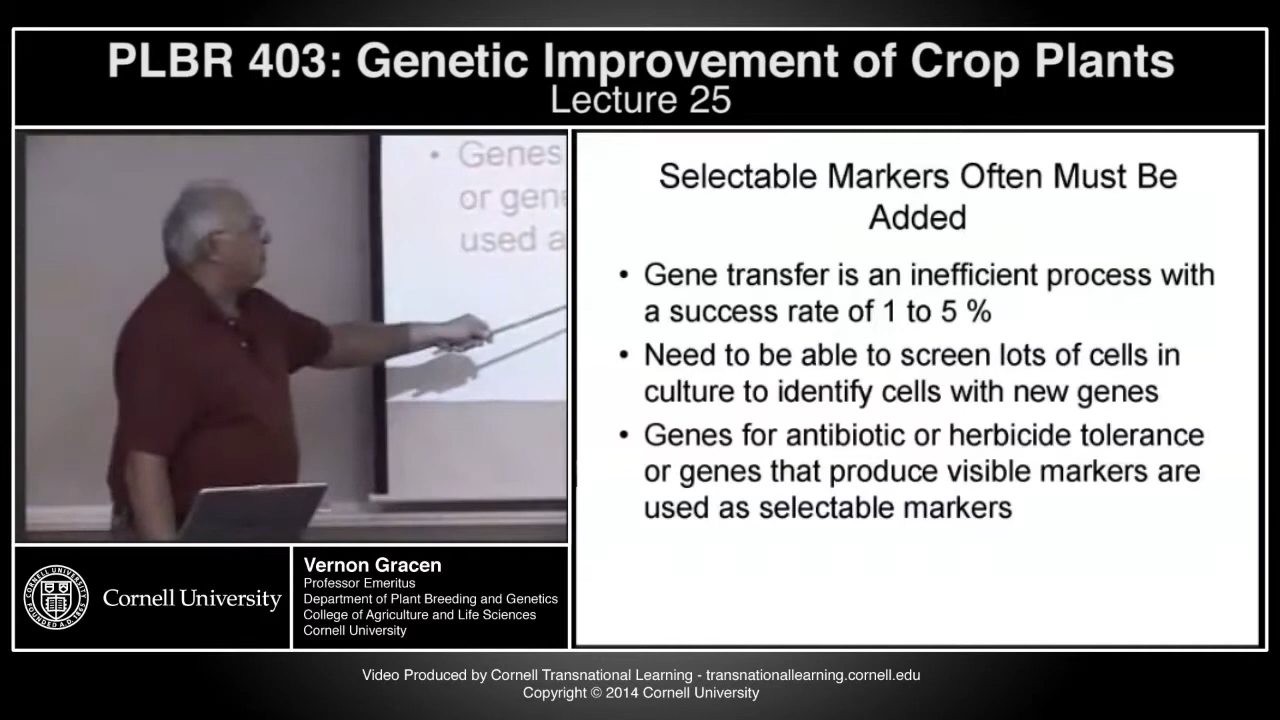 PLBR 403: Genetic Improvement of Crop Plants
Lecture 25
• Genes
or gene
used a
Selectable Markers Often Must Be
Added
• Gene transfer is an inefficient process with
a success rate of 1 to 5 %
• Need to be able to screen lots of cells in
culture to identify cells with new genes
• Genes for antibiotic or herbicide tolerance
or genes that produce visible markers are
used as selectable markers
Cornell University
Vernon Gracen
Professor Emeritus
Department of Plant Breeding and Genetics
College of Agriculture and Life Sciences
Cornell University
Video Produced by Cornell Transnational Learning - transnationallearning.cornell.edu
Copyright © 2014 Cornell University